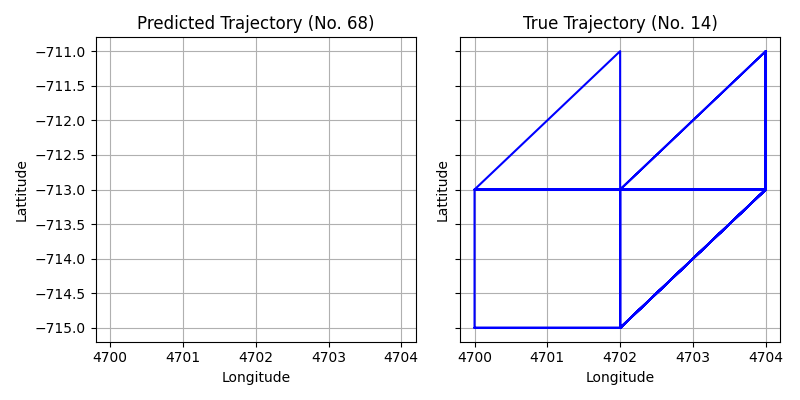 Predicted Trajectory (No. 68)
True Trajectory (No. 14)
−711.0
−711.5
−712.0
−712.5
−713.0
−713.5
−714.0
−714.5
−715.0
Lattitude
Lattitude
4700 4701 4702 4703 4704
4700 4701 4702 4703 4704
Longitude
Longitude